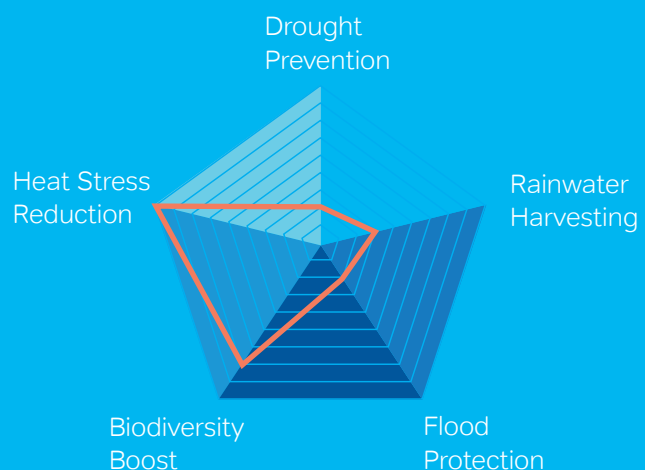 Drought
Prevention
Heat Stress
Reduction
Rainwater
Harvesting
Biodiversity
Boost
Flood
Protection